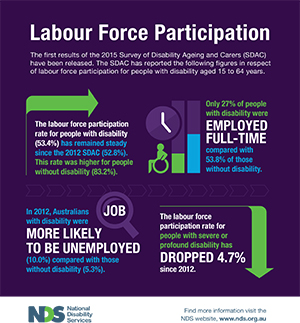 Labour Force Participation
The first results of the 2015 Survey of Disability Ageing and Carers (SDAC)
have been released. The SDAC has reported the following figures in respect
of labour force participation for people with disability aged 15 to 64 years.
The labour force participation
rate for people with disability
(53.4%) has remained steady
since the 2012 SDAC (52.8%).
This rate was higher for people
without disability (83.2%).
Only 27% of people
with disability were
EMPLOYED
FULL-TIME
compared with
53.8% of those
without disability.
In 2012, Australians
with disability were
MORE LIKELY
TO BE UNEMPLOYED
(10.0%) compared with those
without disability (5.3%).
JOB
The labour force
participation rate for
people with severe or
profound disability has
DROPPED 4.7%
since 2012.
NDS
National
Disability
Services
Find more information visit the
NDS website, www.nds.org.au